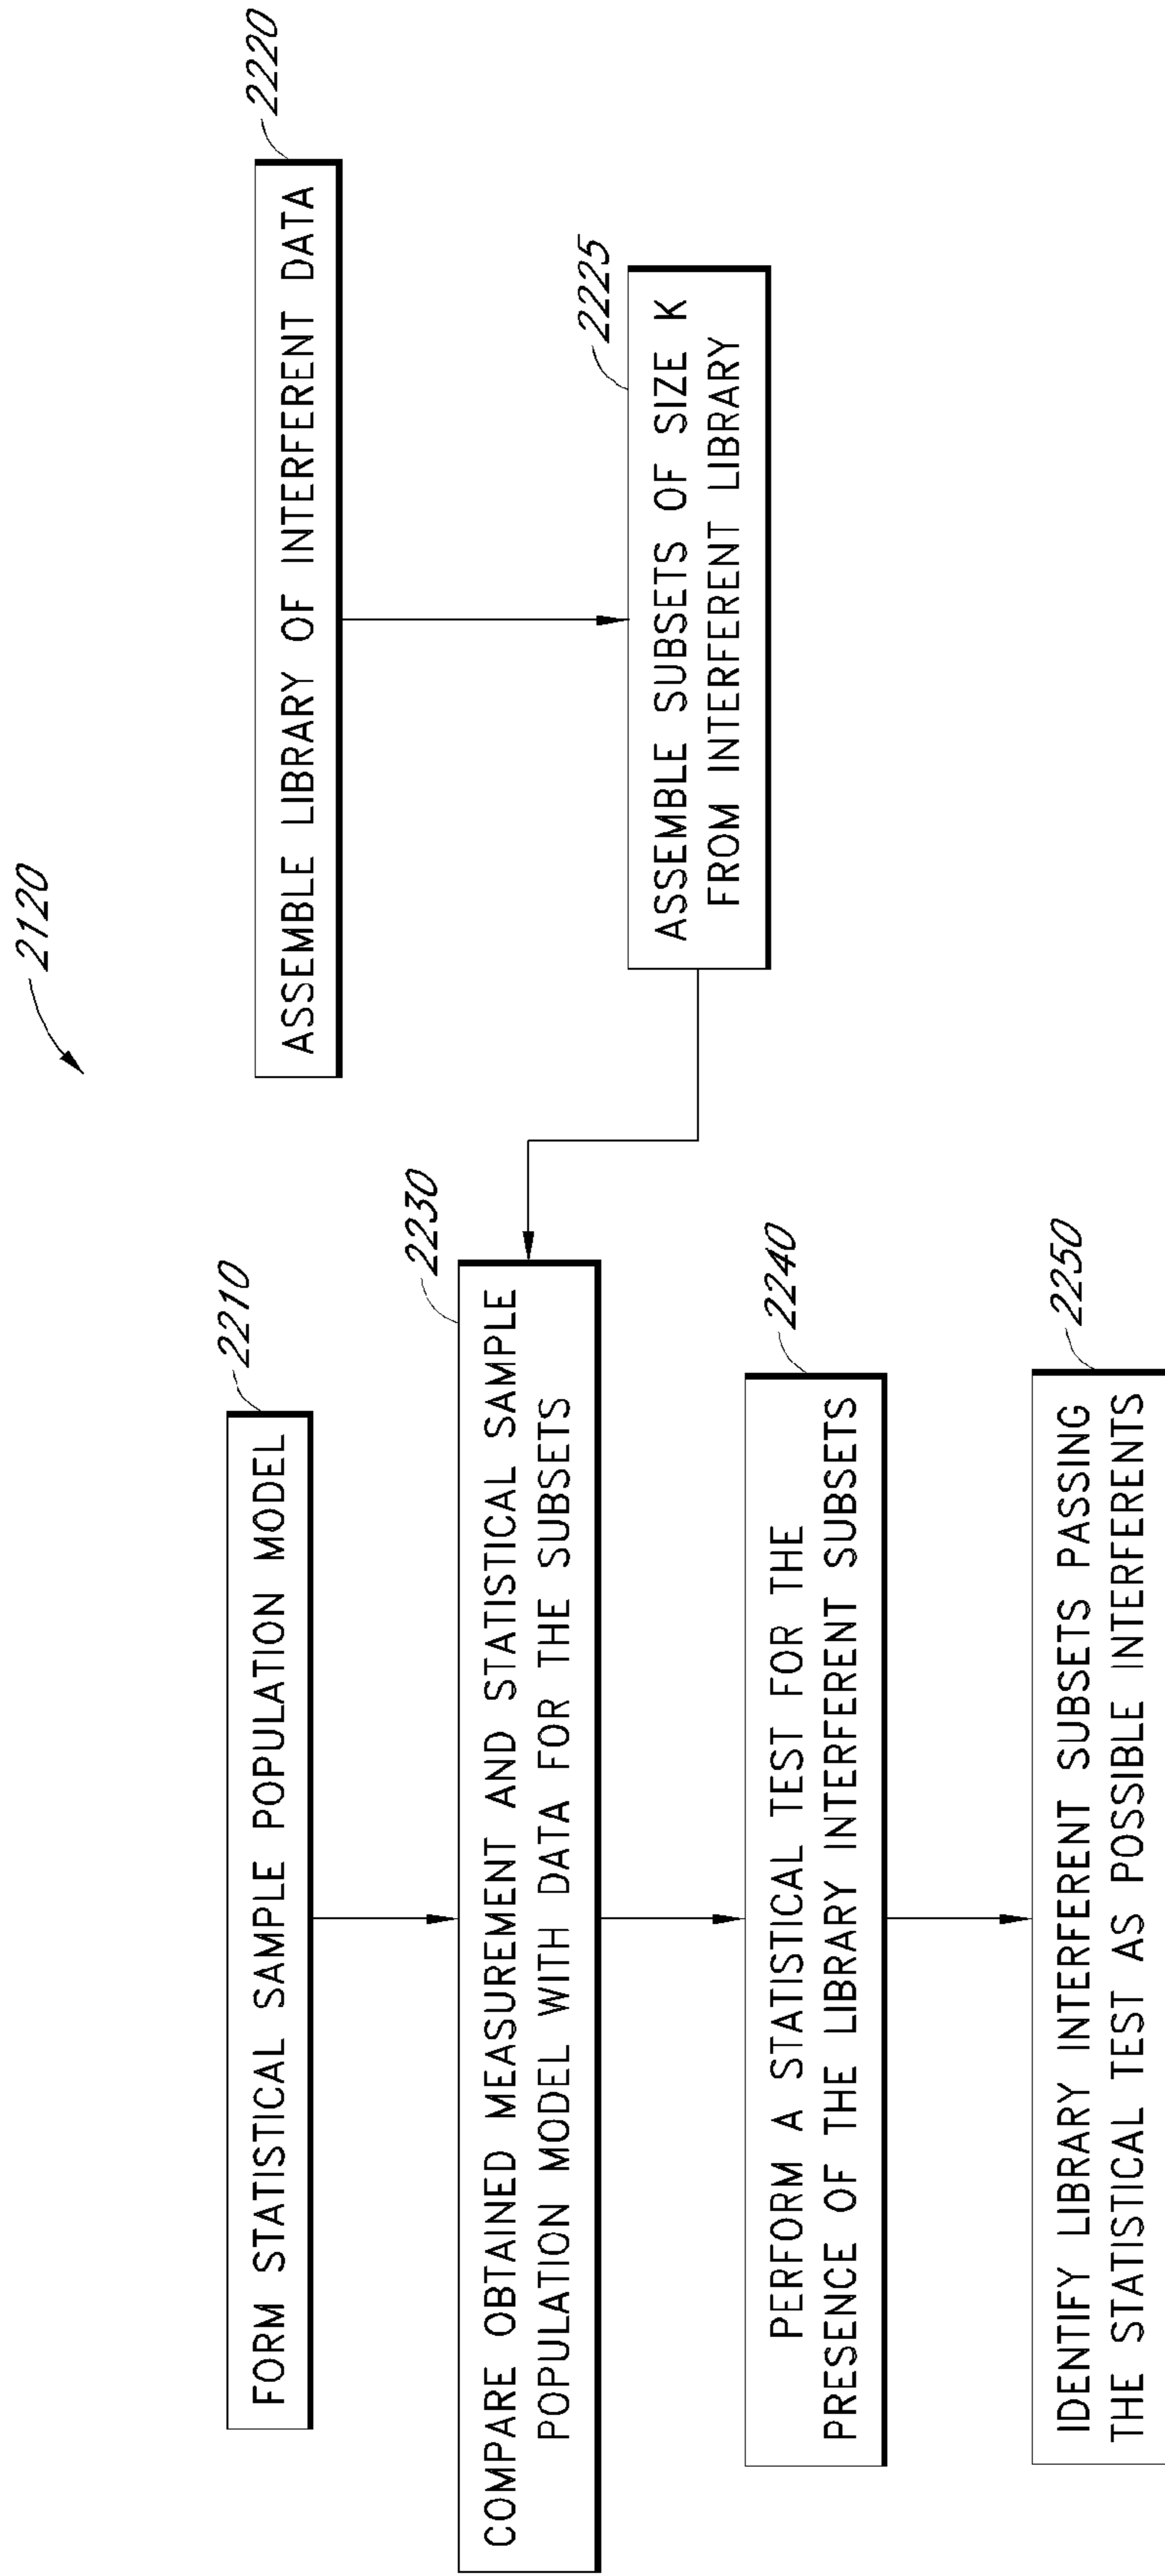 2120
2210
FORM STATISTICAL SAMPLE POPULATION MODEL
2220
ASSEMBLE LIBRARY OF INTERFERENT DATA
2225
ASSEMBLE SUBSETS OF SIZE K
FROM INTERFERENT LIBRARY
2230
COMPARE OBTAINED MEASUREMENT AND STATISTICAL SAMPLE
POPULATION MODEL WITH DATA FOR THE SUBSETS
2240
PERFORM A STATISTICAL TEST FOR THE
PRESENCE OF THE LIBRARY INTERFERENT SUBSETS
2250
IDENTIFY LIBRARY INTERFERENT SUBSETS PASSING
THE STATISTICAL TEST AS POSSIBLE INTERFERENTS